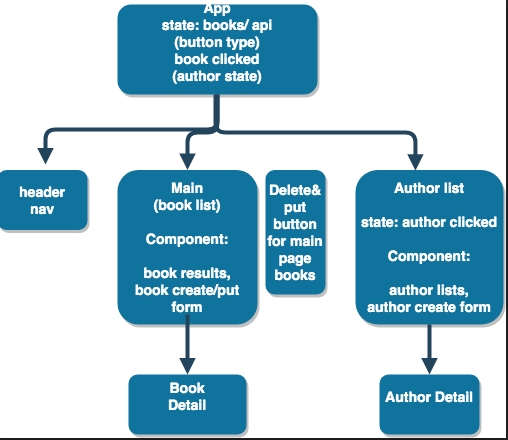 App
state: books/ api
(button type)
book clicked
(author state)
header
nav
Main
(book list)
Component:
book results,
book create/put
form
Delete&
put
button
for main
page
books
Author list
state: author clicked
Component:
author lists,
author create form
Book
Detail
Author Detail